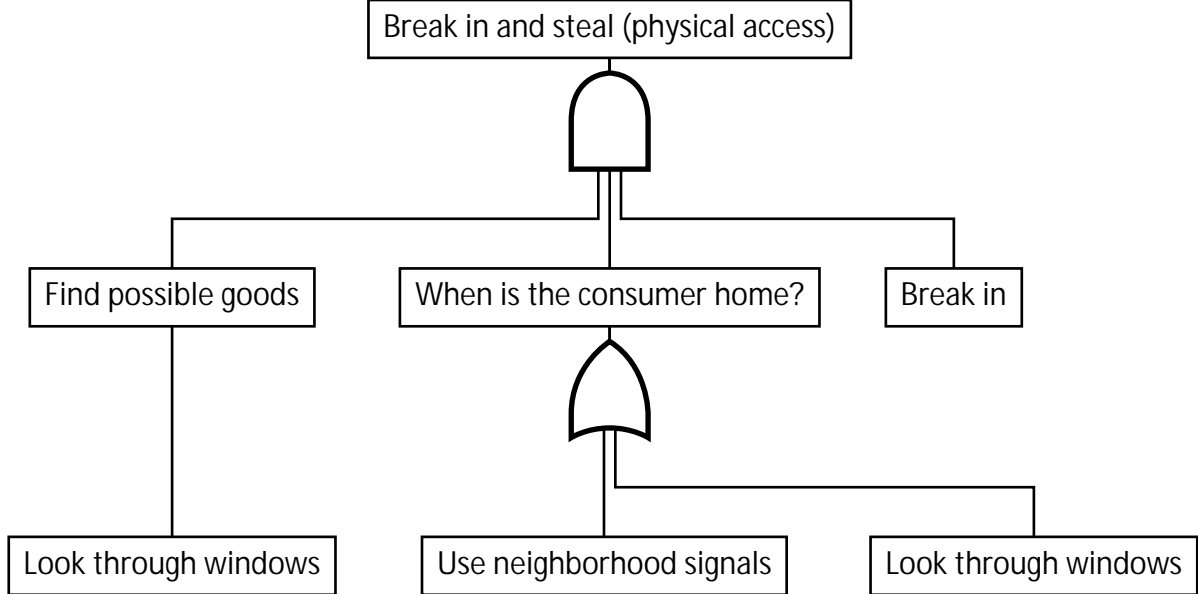 Break in and steal (physical access)
Find possible goods
When is the consumer home?
Break in
Look through windows
Use neighborhood signals
Look through windows